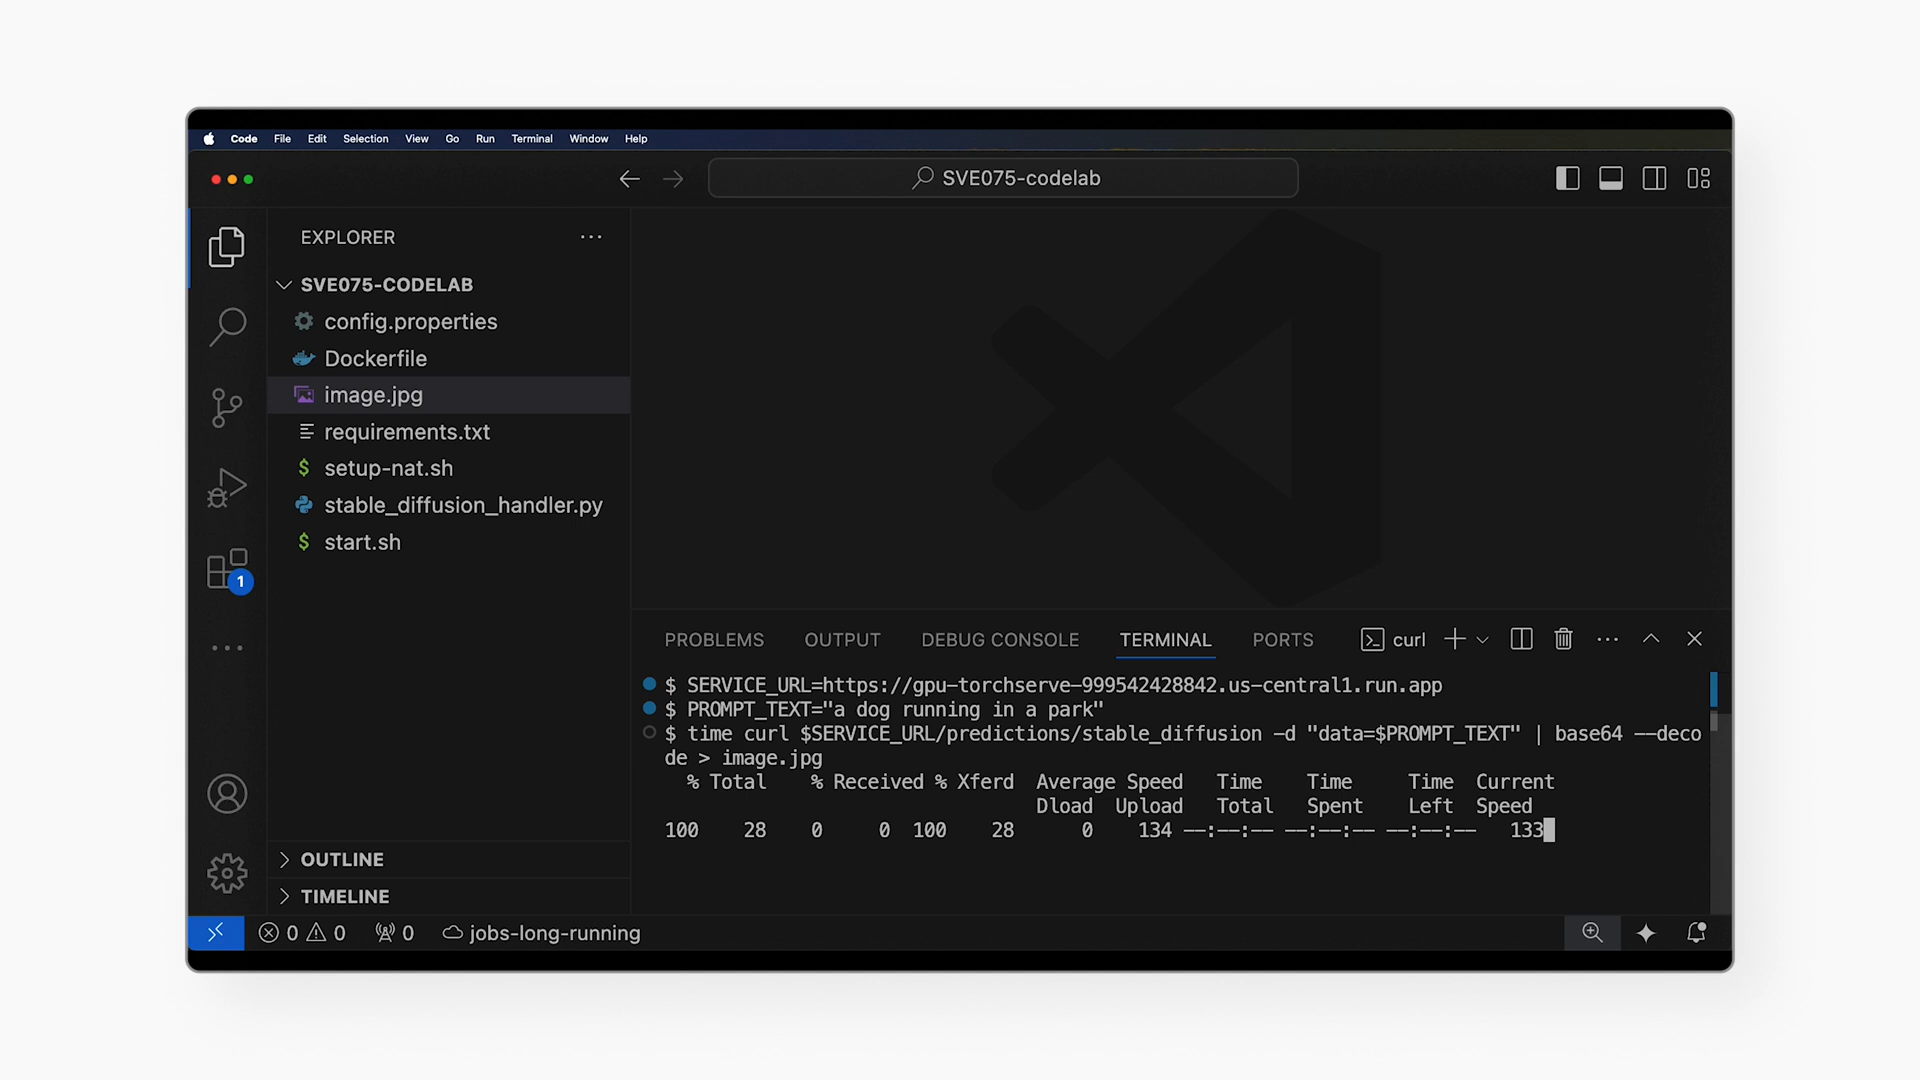 Code File Edit Selection View Go Run Terminal Window Help
SVE075-codelab
EXPLORER
SVE075-CODELAB
config.properties
Dockerfile
image.jpg
requirements.txt
setup-nat.sh
stable_diffusion_handler.py
start.sh
1
OUTLINE
TIMELINE
PROBLEMS OUTPUT DEBUG CONSOLE TERMINAL PORTS curl
$ SERVICE_URL=https://gpu-torchserve-999542428842.us-central1.run.app
$ PROMPT_TEXT="a dog running in a park"
$ time curl $SERVICE_URL/predictions/stable_diffusion -d "data=$PROMPT_TEXT" | base64 --deco
de > image.jpg
% Total % Received % Xferd Average Speed Time Time Time Current
Dload Upload Total Spent Left Speed
100 28 0 0 100 28 0 134 --:--:-- --:--:-- --:--:-- 133
0 0 0 jobs-long-running